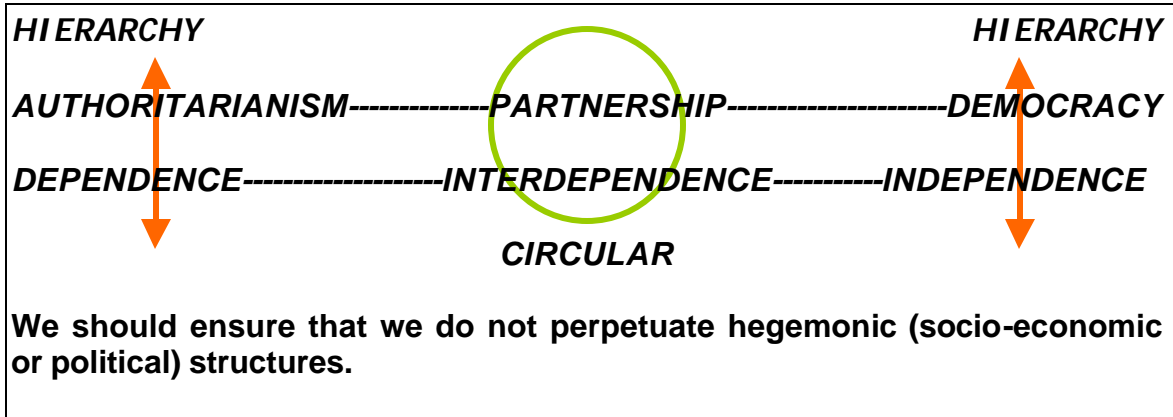 HIERARCHY HIERARCHY
AUTHORITARIANISM--------------PARTNERSHIP----------------------DEMOCRACY
DEPENDENCE--------------------INTERDEPENDENCE-----------INDEPENDENCE
CIRCULAR
We should ensure that we do not perpetuate hegemonic (socio-economic
or political) structures.